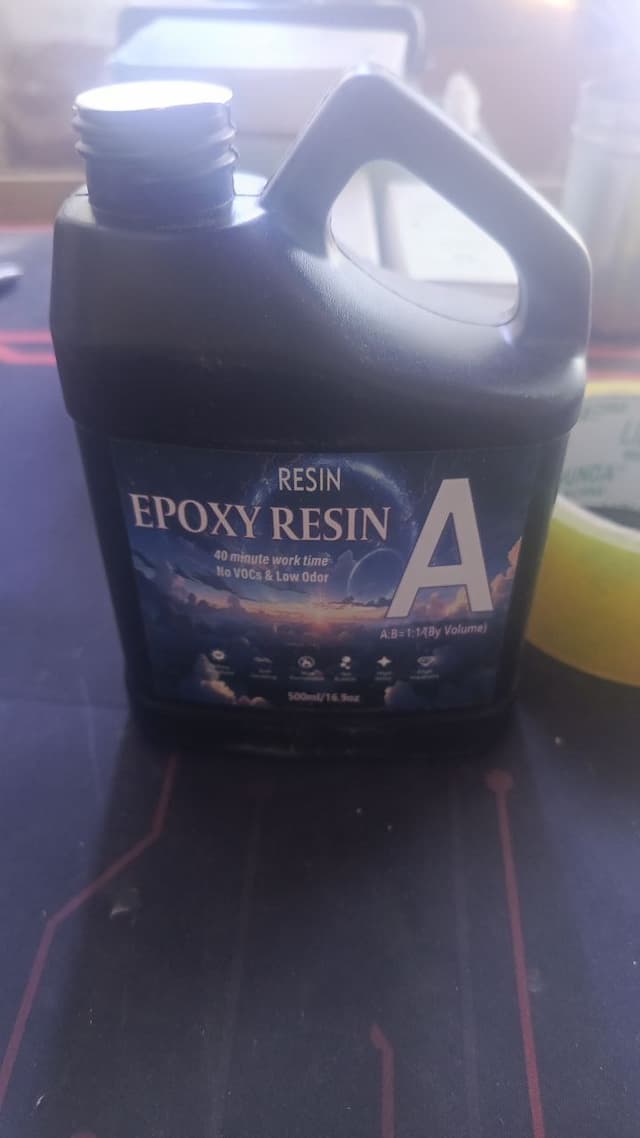 RESIN
EPOXY RESIN
A
40 minute work time
No VOCs & Low Odor
A:B=1:1(By Volume)
500ml/16.9oz